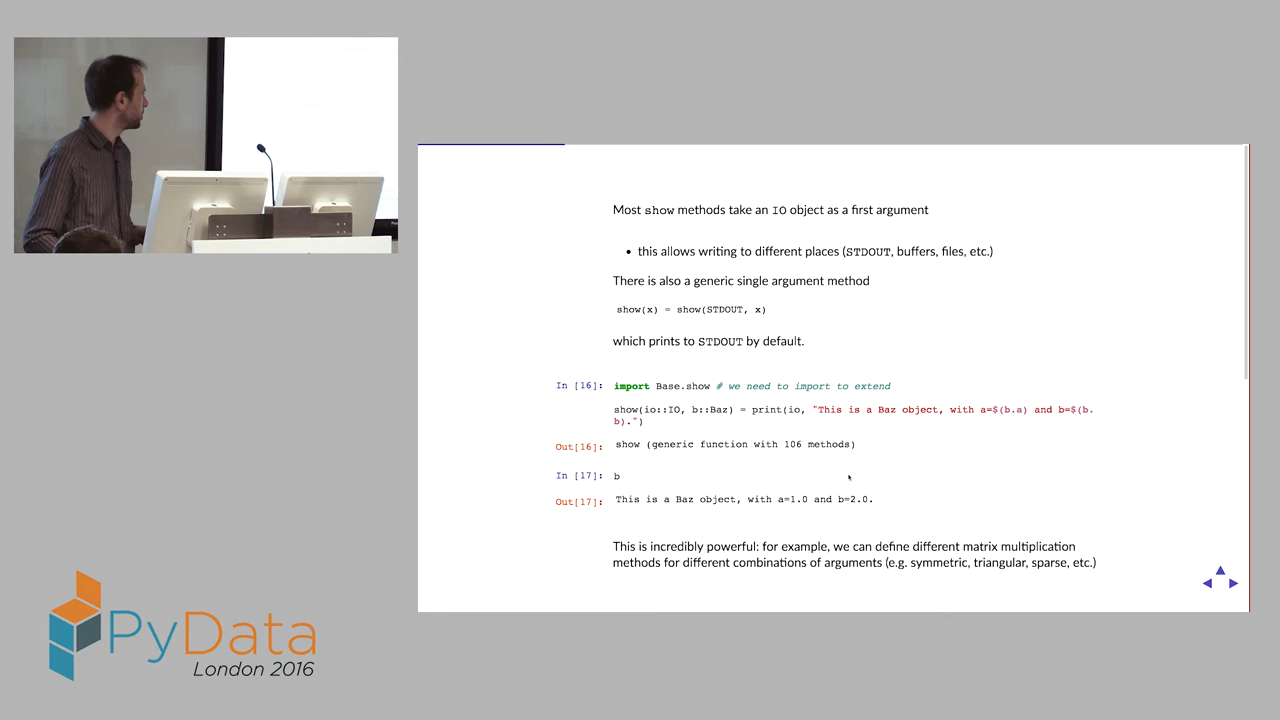 Most show methods take an IO object as a first argument
• this allows writing to different places (STDOUT, buffers, files, etc.)
There is also a generic single argument method
show(x) = show(STDOUT, x)
which prints to STDOUT by default.
In [16]: import Base.show # we need to import to extend
show(io::IO, b::Baz) = print(io, "This is a Baz object, with a=$(b.a) and b=$(b.
b).")
Out[16]: show (generic function with 106 methods)
In [17]: b
Out[17]: This is a Baz object, with a=1.0 and b=2.0.
This is incredibly powerful: for example, we can define different matrix multiplication
methods for different combinations of arguments (e.g. symmetric, triangular, sparse, etc.)
PyData
London 2016